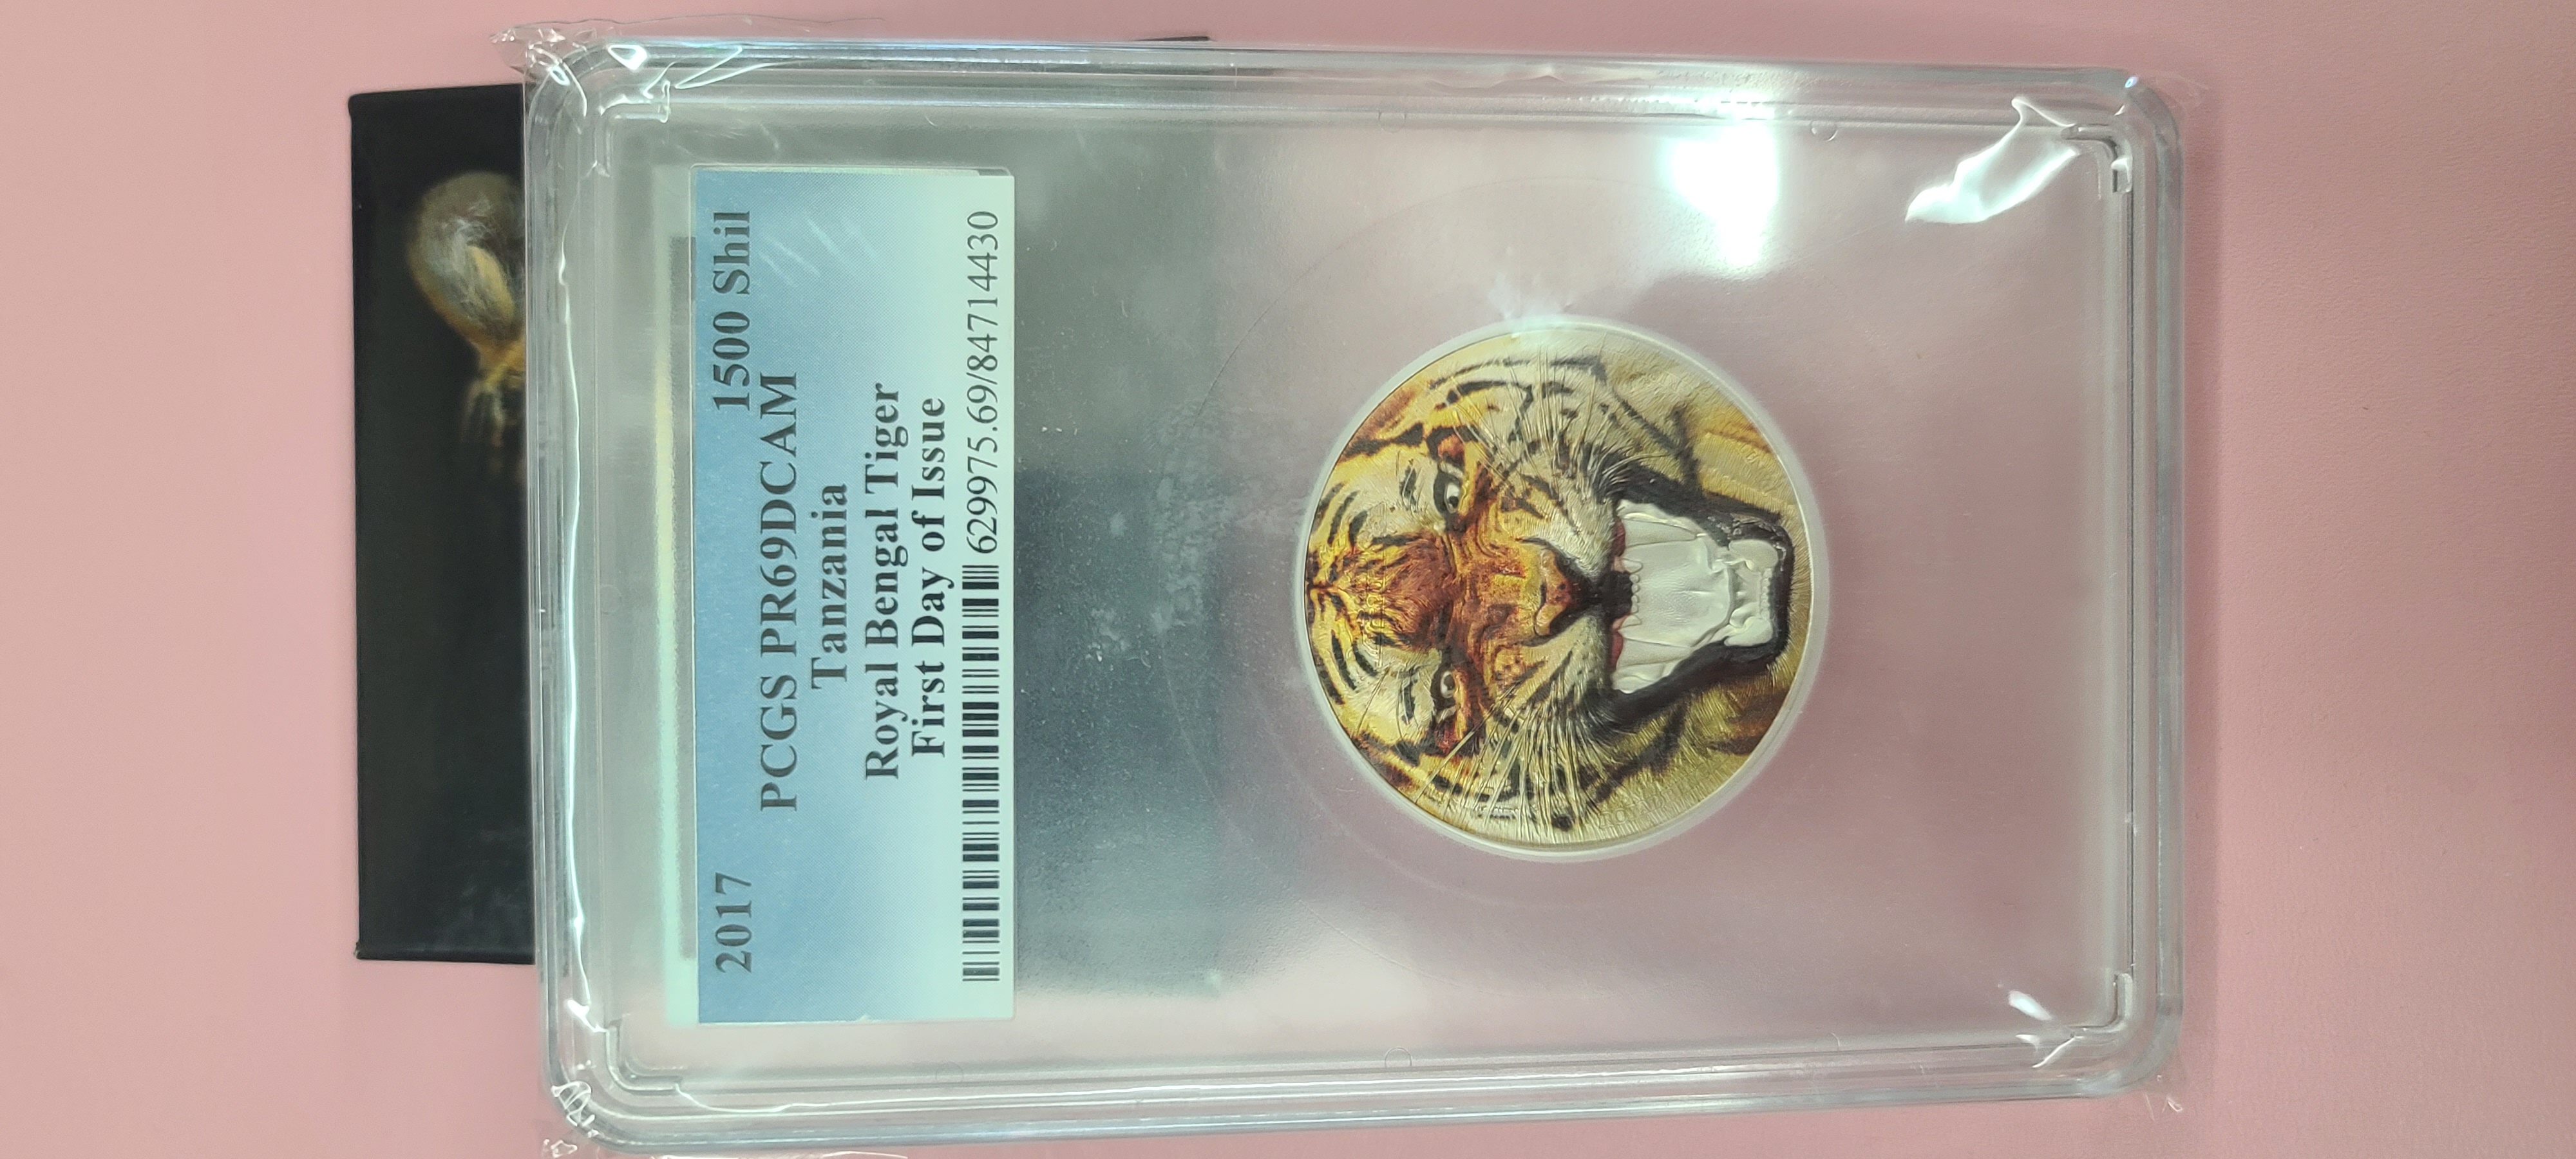 2017 1500 Shil
PCGS PR69DCAM
Tanzania
Royal Bengal Tiger
First Day of Issue
629975.69/84714430